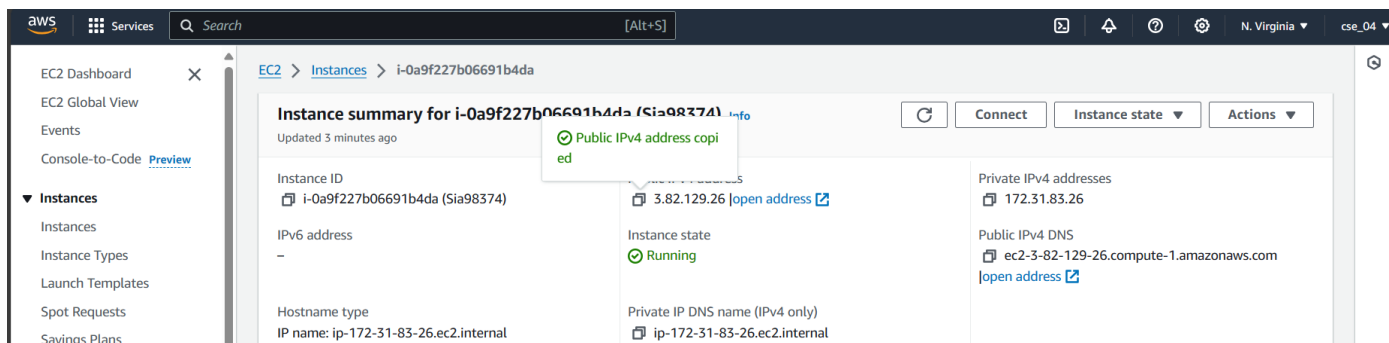 aws Services Search [Alt+S] N. Virginia cse_04
EC2 Dashboard
EC2 Global View
Events
Console-to-Code Preview
Instances
Instances
Instance Types
Launch Templates
Spot Requests
Savings Plans
EC2 > Instances > i-0a9f227b06691b4da
Instance summary for i-0a9f227b06691b4da (Sia98374) Info
Updated 3 minutes ago
Connect Instance state Actions
Public IPv4 address copi
ed
Instance ID
i-0a9f227b06691b4da (Sia98374)
Public IPv4 address
3.82.129.26 |open address
Private IPv4 addresses
172.31.83.26
IPv6 address
–
Instance state
Running
Public IPv4 DNS
ec2-3-82-129-26.compute-1.amazonaws.com
|open address
Hostname type
IP name: ip-172-31-83-26.ec2.internal
Private IP DNS name (IPv4 only)
ip-172-31-83-26.ec2.internal